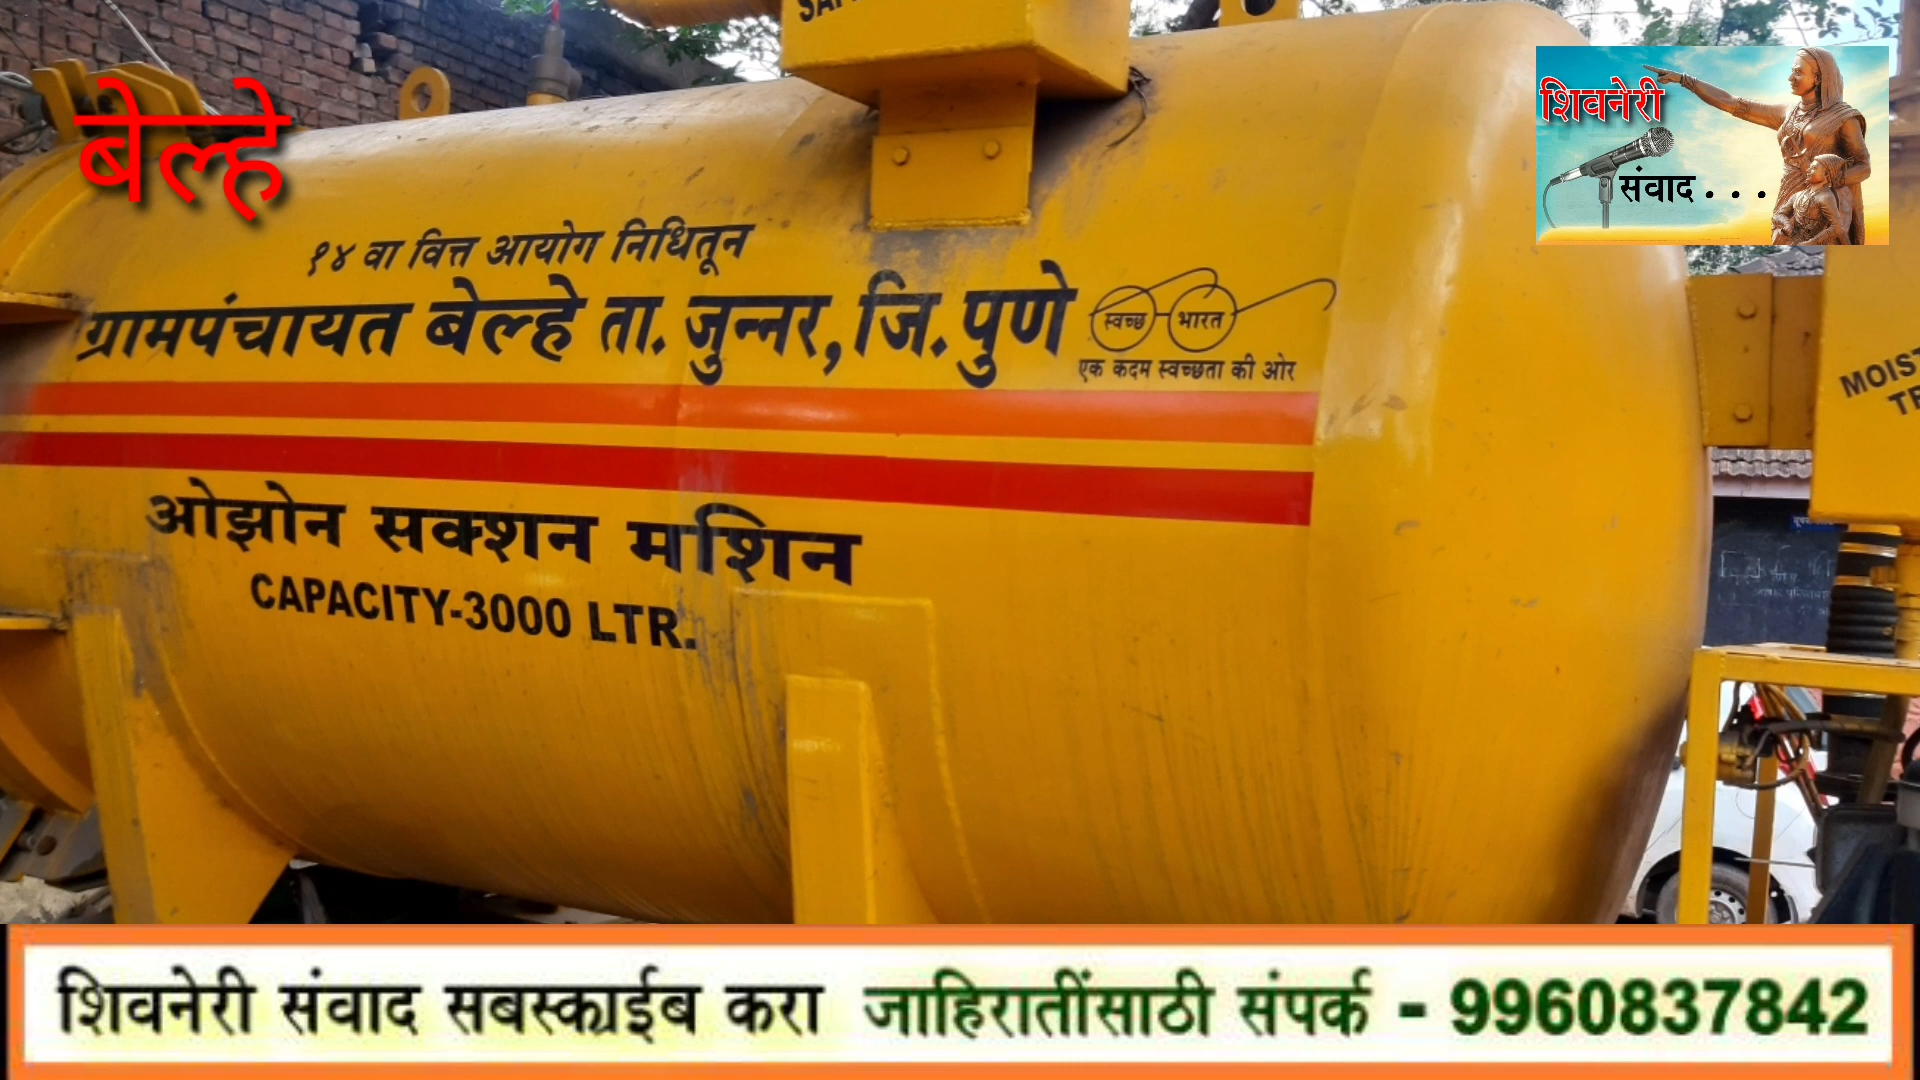 बेल्हे
शिवनेरी
संवाद . . .
१४ वा वित्त आयोग निधितून
ग्रामपंचायत बेल्हे ता. जुन्नर, जि. पुणे
स्वच्छ भारत
एक कदम स्वच्छता की ओर
ओझोन सक्शन मशिन
CAPACITY-3000 LTR.
शिवनेरी संवाद सबस्क्राईब करा जाहिरातींसाठी संपर्क - 9960837842